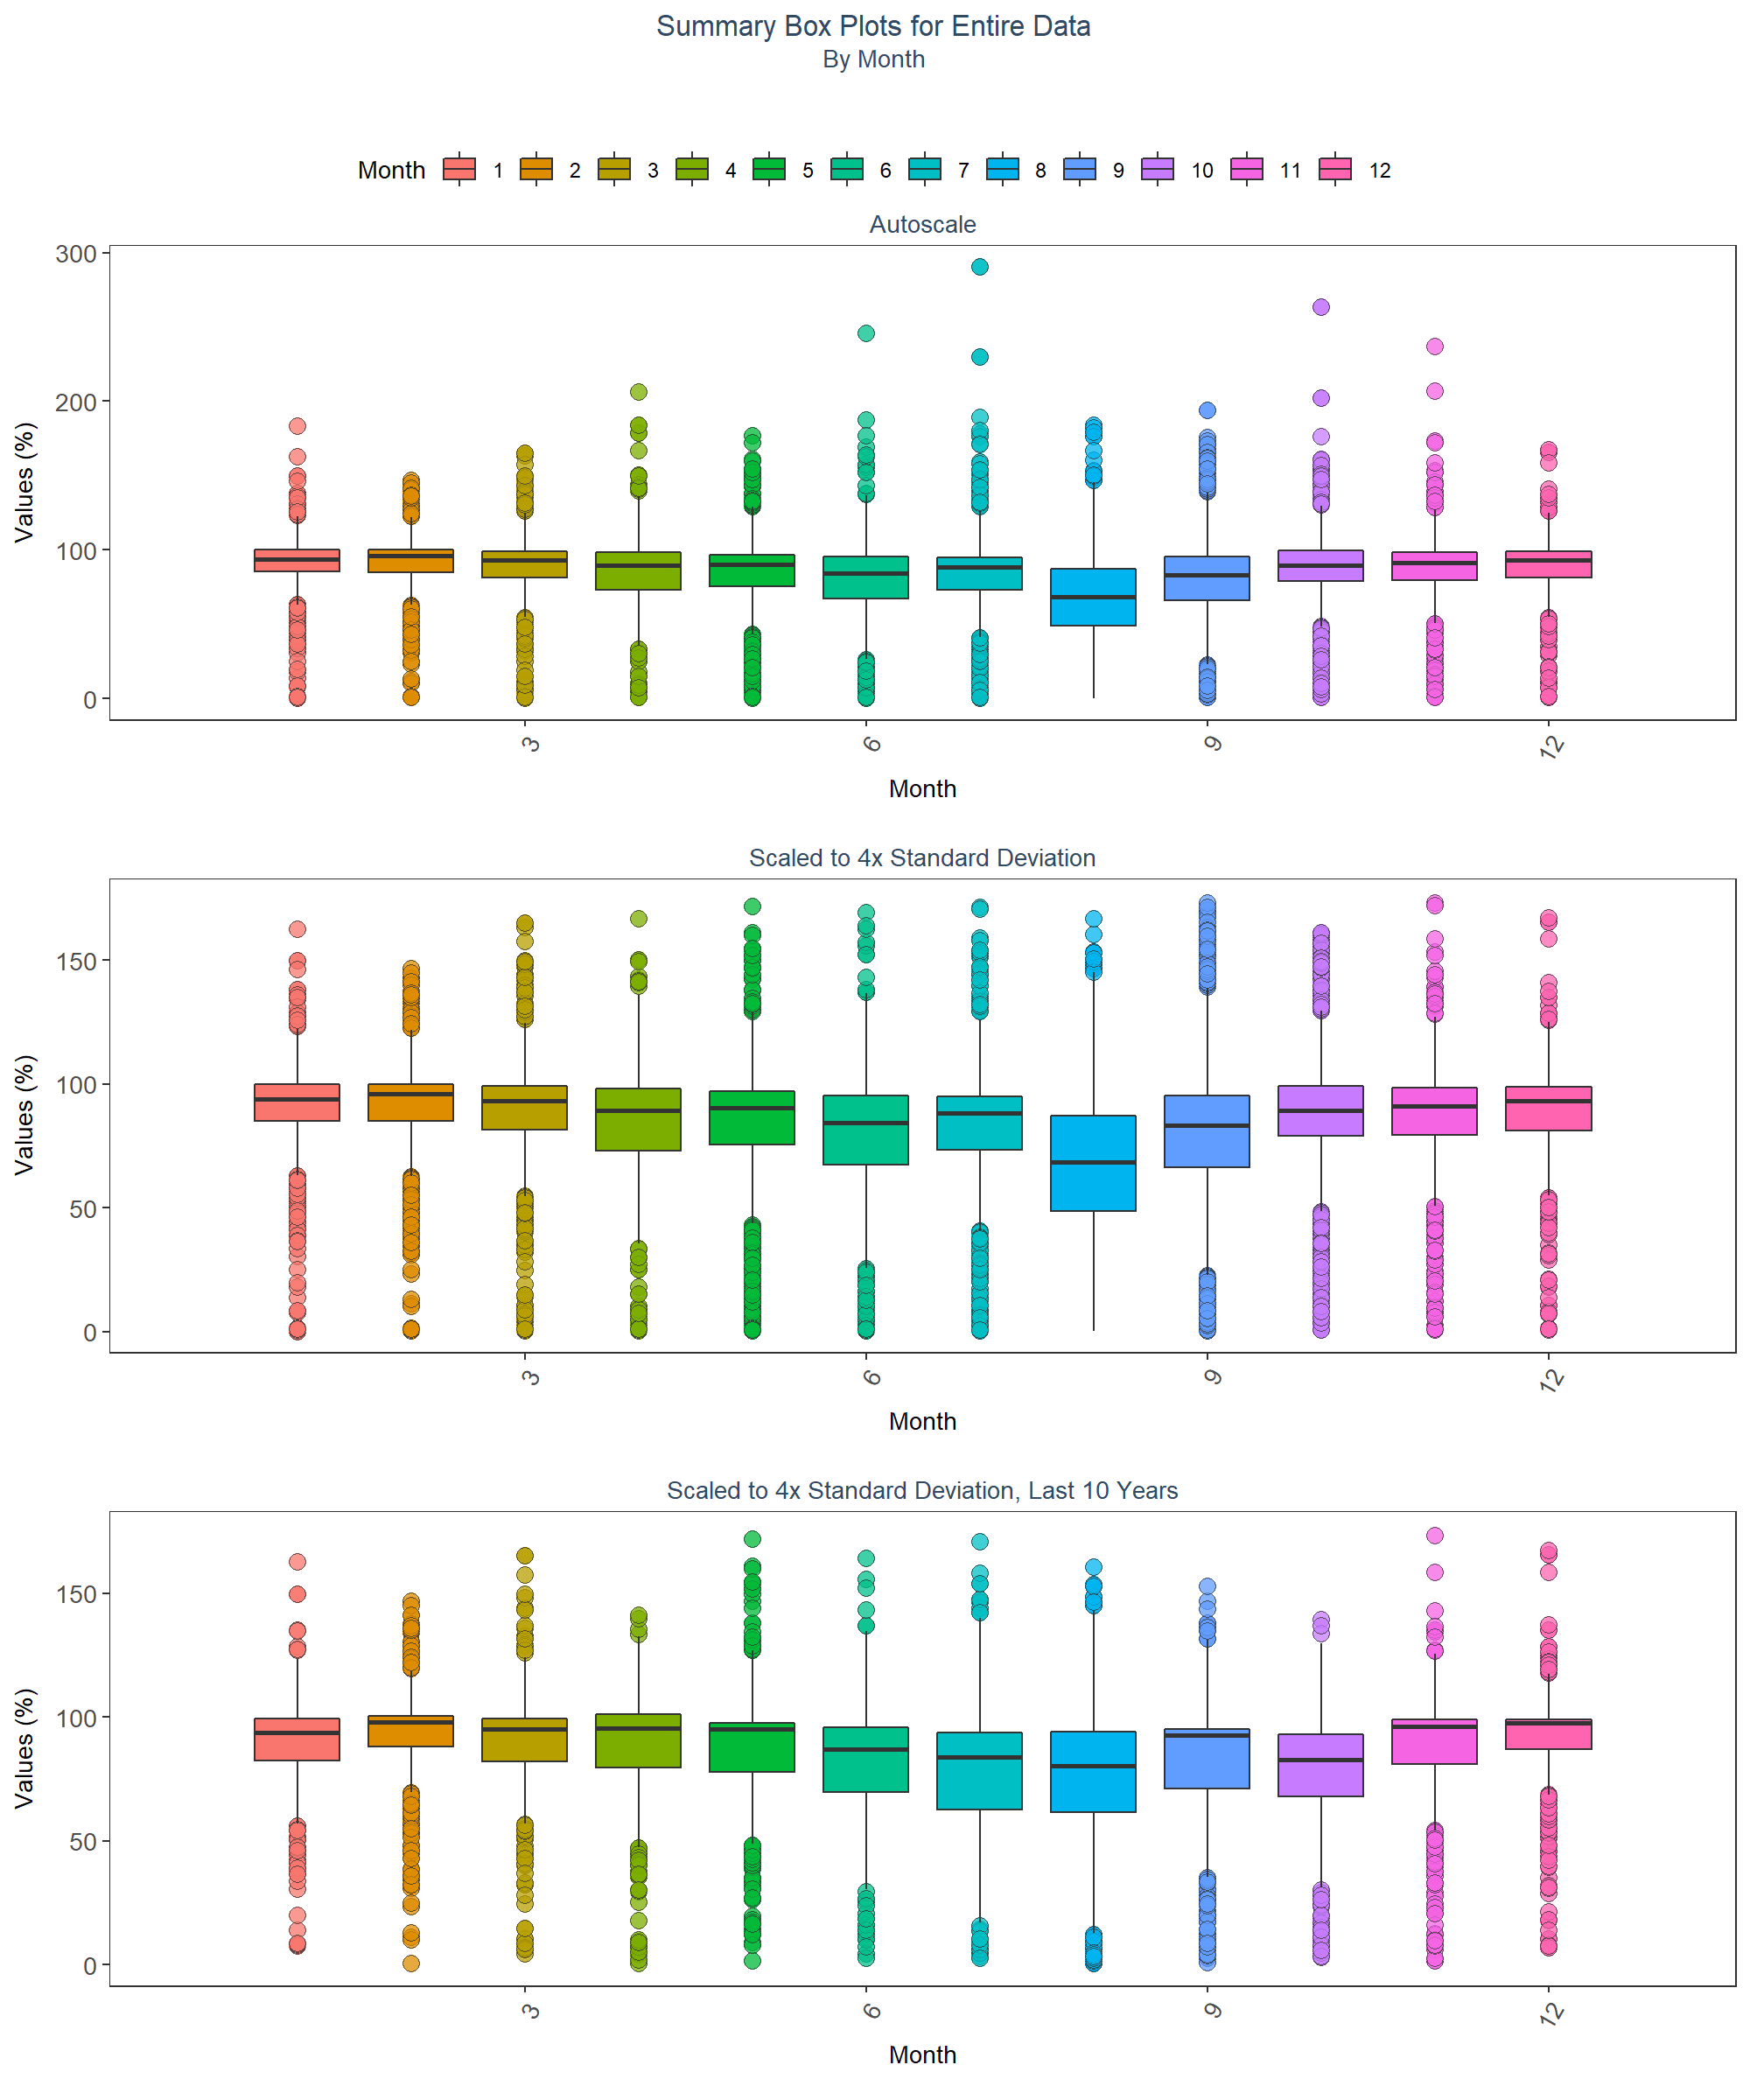 Summary Box Plots for Entire Data
By Month
Month 1 2 3 4 5 6 7 8 9 10 11 12
Autoscale
Values (%)
300
200
100
0
3 6 9 12
Month
Scaled to 4x Standard Deviation
Values (%)
150
100
50
0
3 6 9 12
Month
Scaled to 4x Standard Deviation, Last 10 Years
Values (%)
150
100
50
0
3 6 9 12
Month